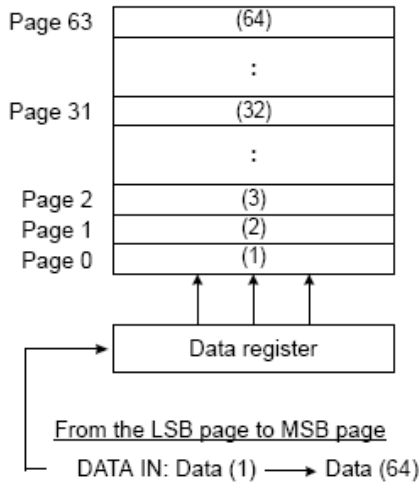 Page 63 (64)
:
Page 31 (32)
:
Page 2 (3)
Page 1 (2)
Page 0 (1)
Data register
From the LSB page to MSB page
DATA IN: Data (1) → Data (64)